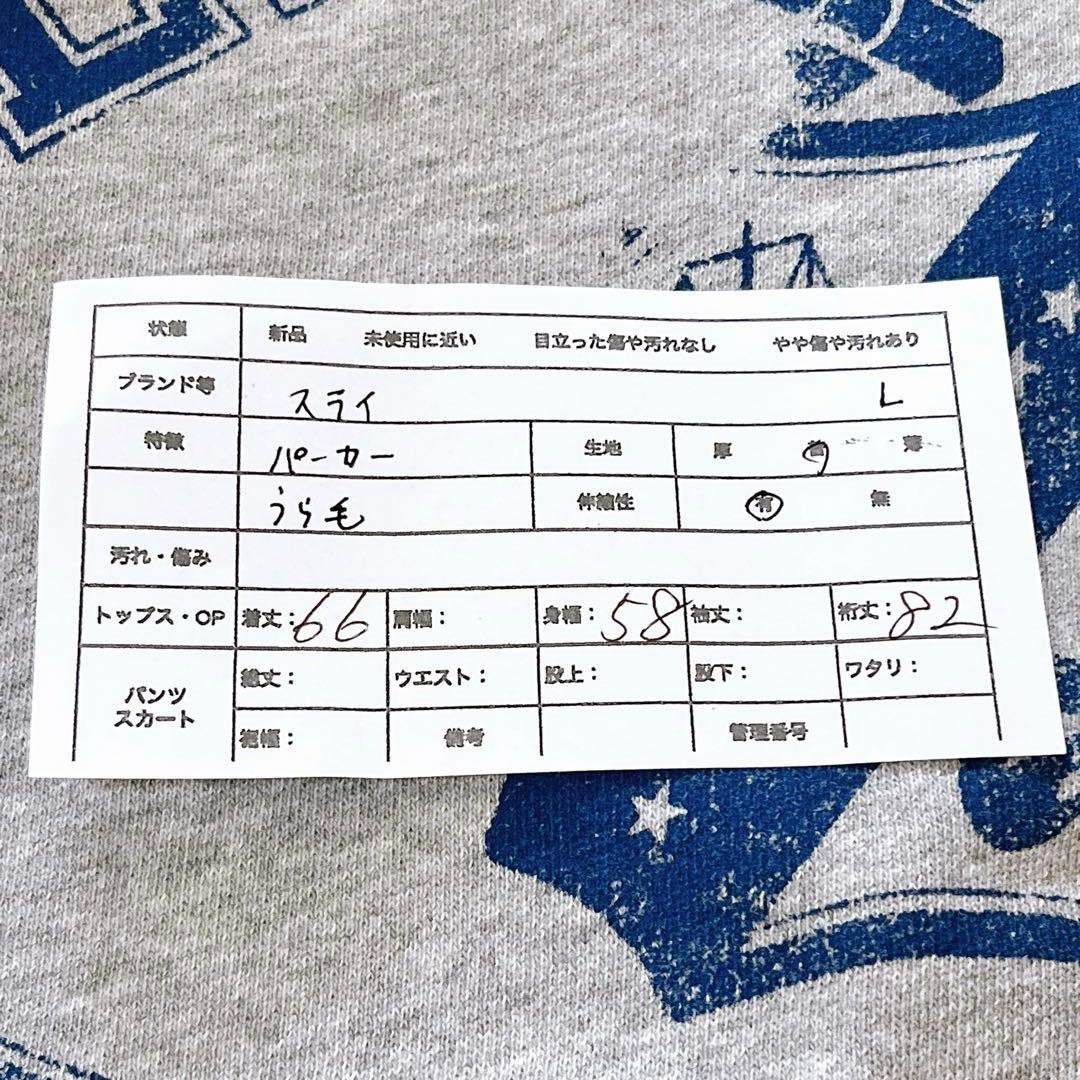 状態 新品 未使用に近い 目立った傷や汚れなし やや傷や汚れあり
ブランド等 スライ L
特徴 パーカー 生地 厚 普 薄
うら毛 伸縮性 有 無
汚れ・傷み
トップス・OP 着丈:66 肩幅: 身幅:58 袖丈: 裄丈:82
パンツ スカート 総丈: ウエスト: 股上: 股下: ワタリ:
裾幅: 備考 管理番号